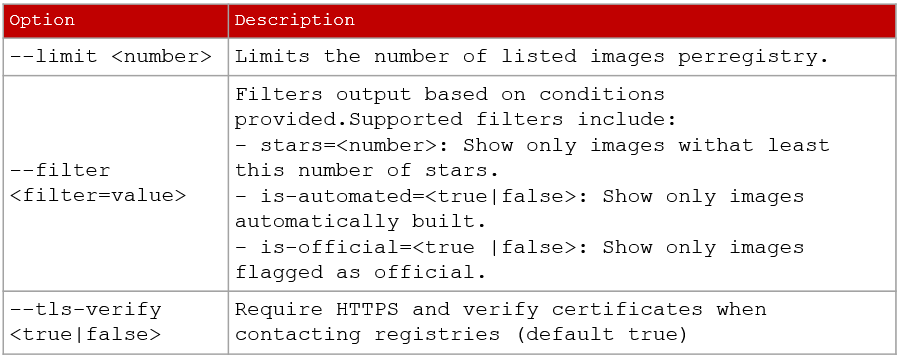 Option Description
--limit <number> Limits the number of listed images perregistry.
Filters output based on conditions
provided.Supported filters include:
- stars=<number>: Show only images withat least
this number of stars.
--filter
<filter=value>
- is-automated=<true|false>: Show only images
automatically built.
- is-official=<true |false>: Show only images
flagged as official.
--tls-verify
<true|false>
Require HTTPS and verify certificates when
contacting registries (default true)